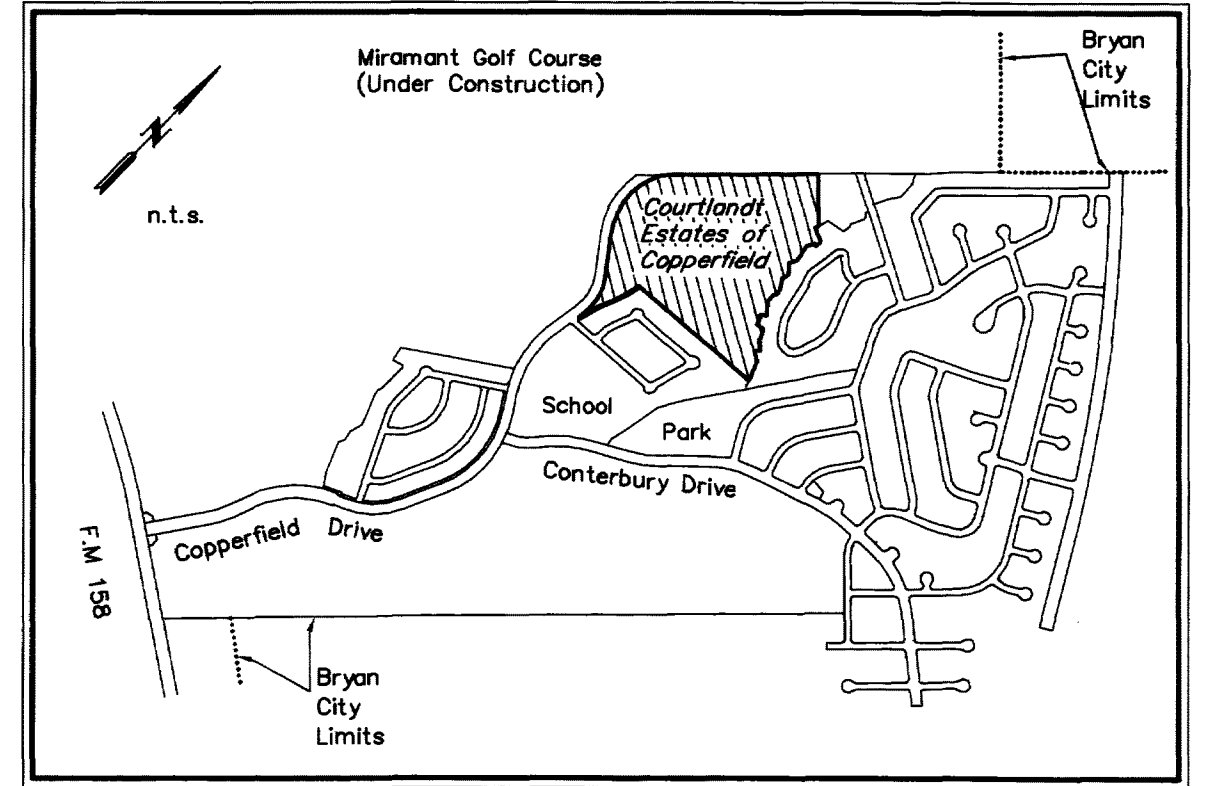 Miramant Golf Course
(Under Construction)
Bryan
City
Limits
N
n.t.s.
Courtlandt
Estates of
Copperfield
School
Park
Conterbury Drive
Copperfield Drive
F.M 158
Bryan
City
Limits